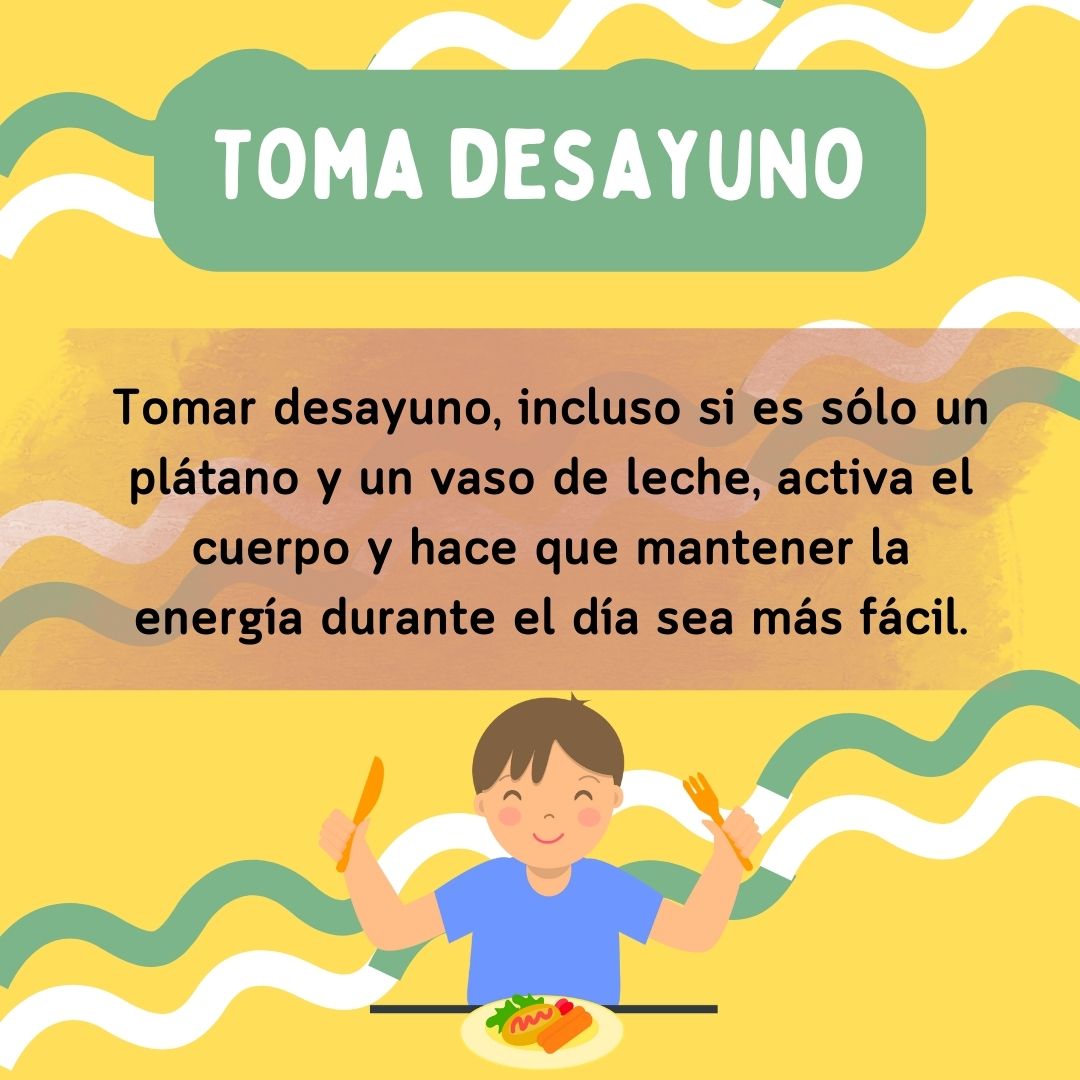 TOMA DESAYUNO
Tomar desayuno, incluso si es sólo un
plátano y un vaso de leche, activa el
cuerpo y hace que mantener la
energía durante el día sea más fácil.